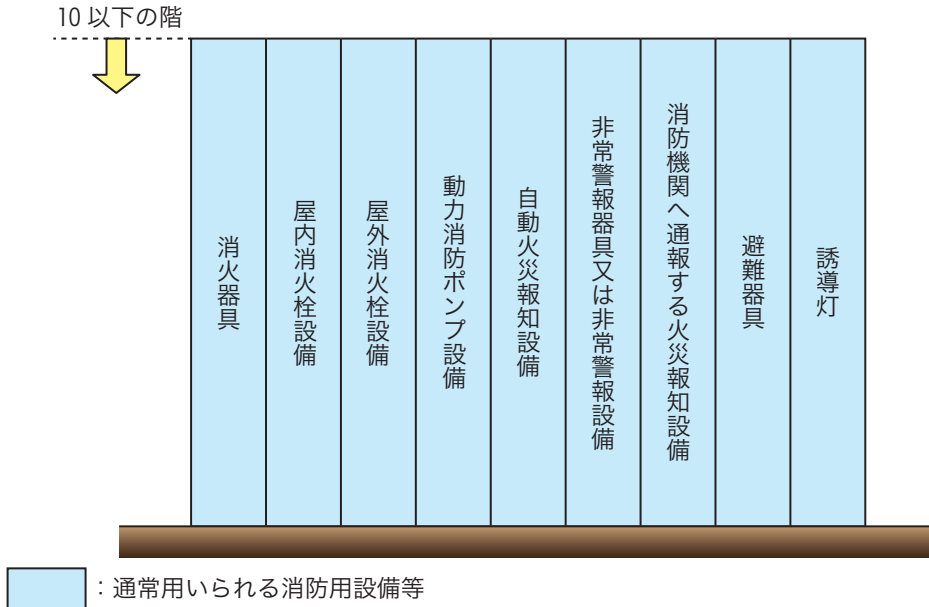 10 以下の階
消火器具
屋内消火栓設備
屋外消火栓設備
動力消防ポンプ設備
自動火災報知設備
非常警報器具又は非常警報設備
消防機関へ通報する火災報知設備
避難器具
誘導灯
：通常用いられる消防用設備等